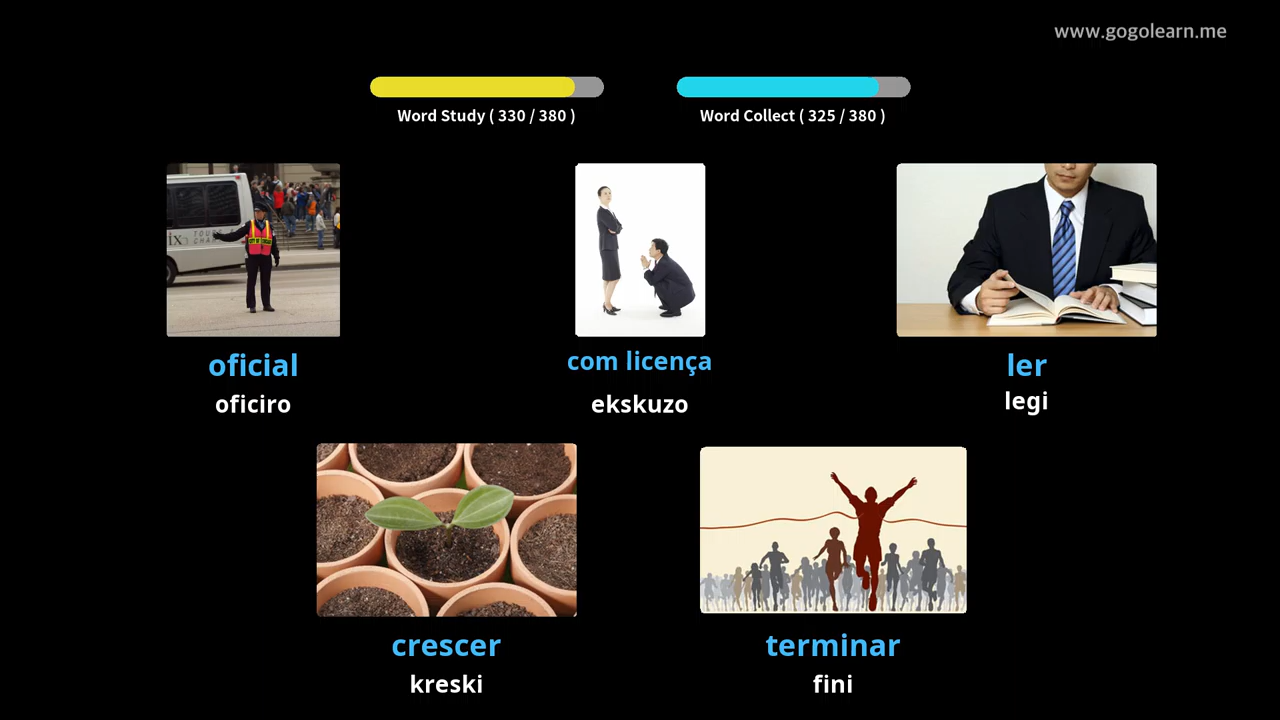 www.gogolearn.me
Word Study ( 330 / 380 )
Word Collect ( 325 / 380 )
oficial
oficiro
com licença
ekskuzo
ler
legi
crescer
kreski
terminar
fini